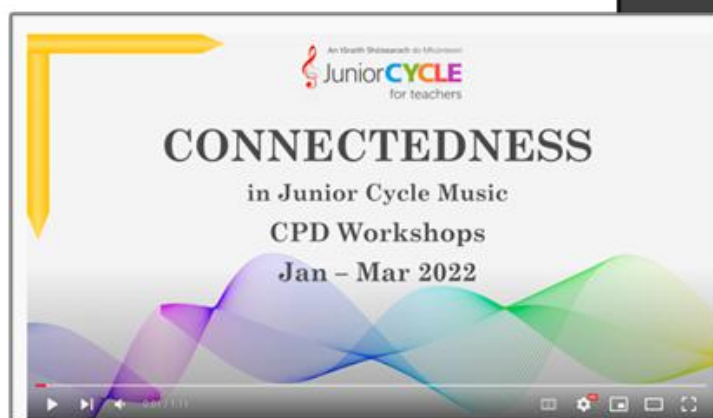 An tSraith Shóisearach do Mhúinteoirí
JuniorCYCLE
for teachers
CONNECTEDNESS
in Junior Cycle Music
CPD Workshops
Jan – Mar 2022